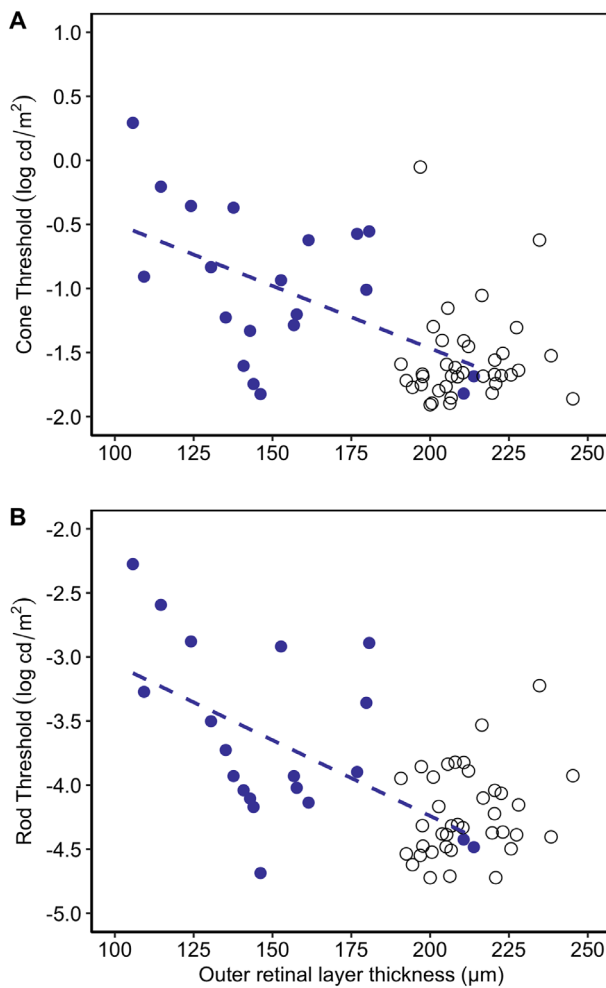 A
Cone Threshold (log cd/m²)
1.0
0.5
0.0
-0.5
-1.0
-1.5
-2.0
100 125 150 175 200 225 250
B
Rod Threshold (log cd/m²)
-2.0
-2.5
-3.0
-3.5
-4.0
-4.5
-5.0
100 125 150 175 200 225 250
Outer retinal layer thickness (μm)